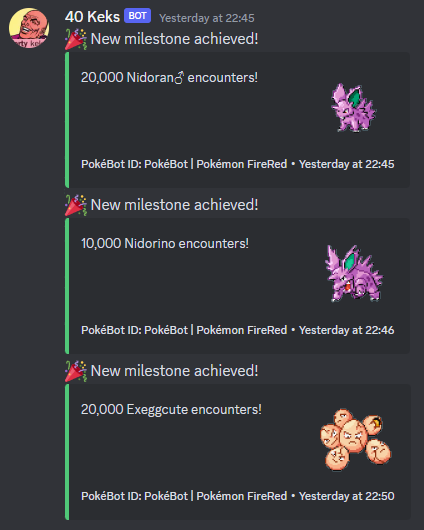 40 Keks BOT Yesterday at 22:45
New milestone achieved!
20,000 Nidoran♂ encounters!
PokéBot ID: PokéBot | Pokémon FireRed • Yesterday at 22:45
New milestone achieved!
10,000 Nidorino encounters!
PokéBot ID: PokéBot | Pokémon FireRed • Yesterday at 22:46
New milestone achieved!
20,000 Exeggcute encounters!
PokéBot ID: PokéBot | Pokémon FireRed • Yesterday at 22:50